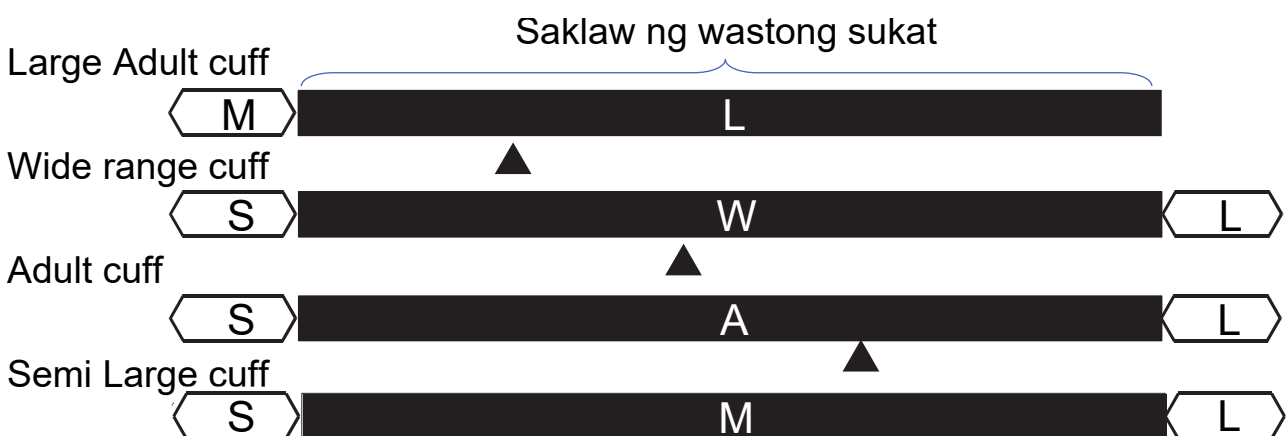 Saklaw ng wastong sukat
Large Adult cuff
M L
Wide range cuff
S W L
Adult cuff
S A L
Semi Large cuff
S M L